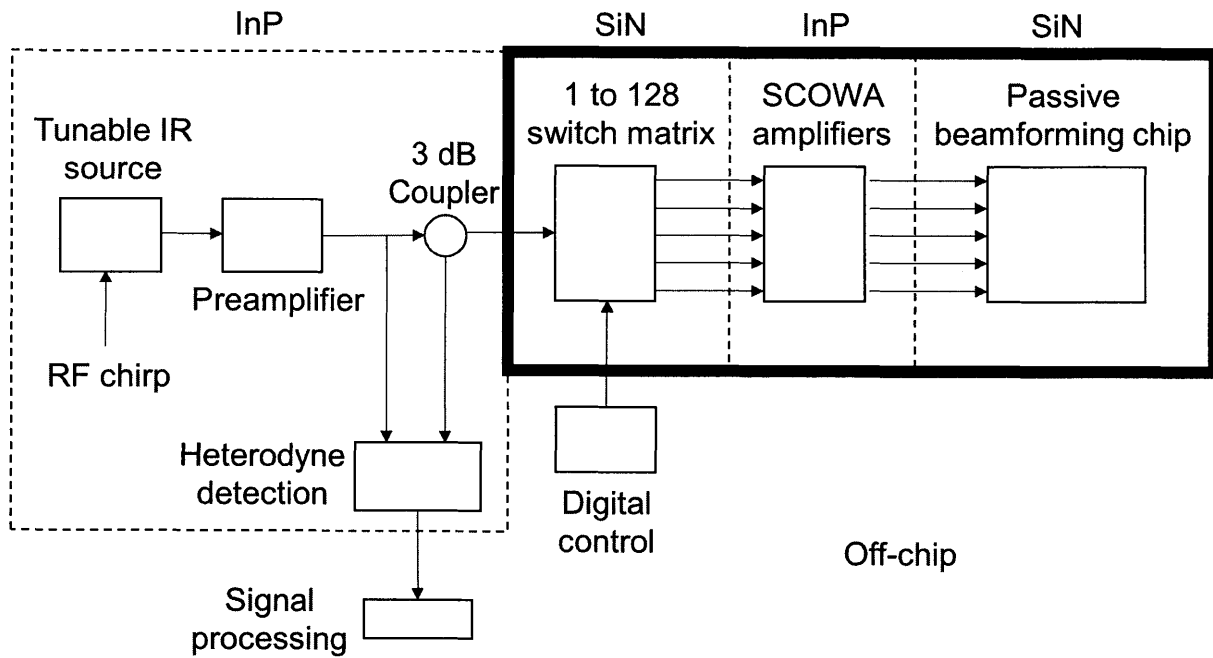 InP
SiN
InP
SiN
Tunable IR
source
3 dB
Coupler
1 to 128
switch matrix
SCOWA
amplifiers
Passive
beamforming chip
Preamplifier
RF chirp
Heterodyne
detection
Digital
control
Off-chip
Signal
processing